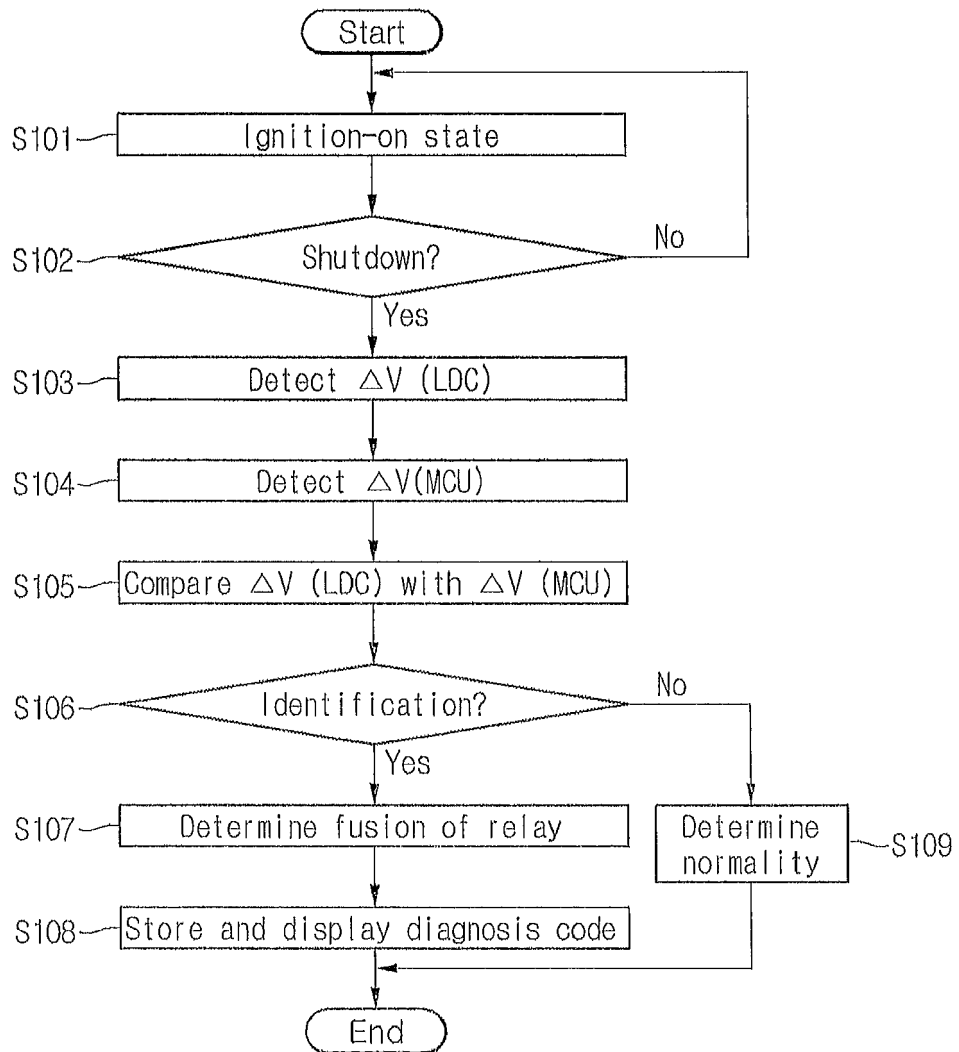 Start
S101
Ignition-on state
S102
Shutdown?
No
Yes
S103
Detect △V (LDC)
S104
Detect △V(MCU)
S105
Compare △V (LDC) with △V (MCU)
S106
Identification?
No
Yes
S107
Determine fusion of relay
Determine
normality
S109
S108
Store and display diagnosis code
End